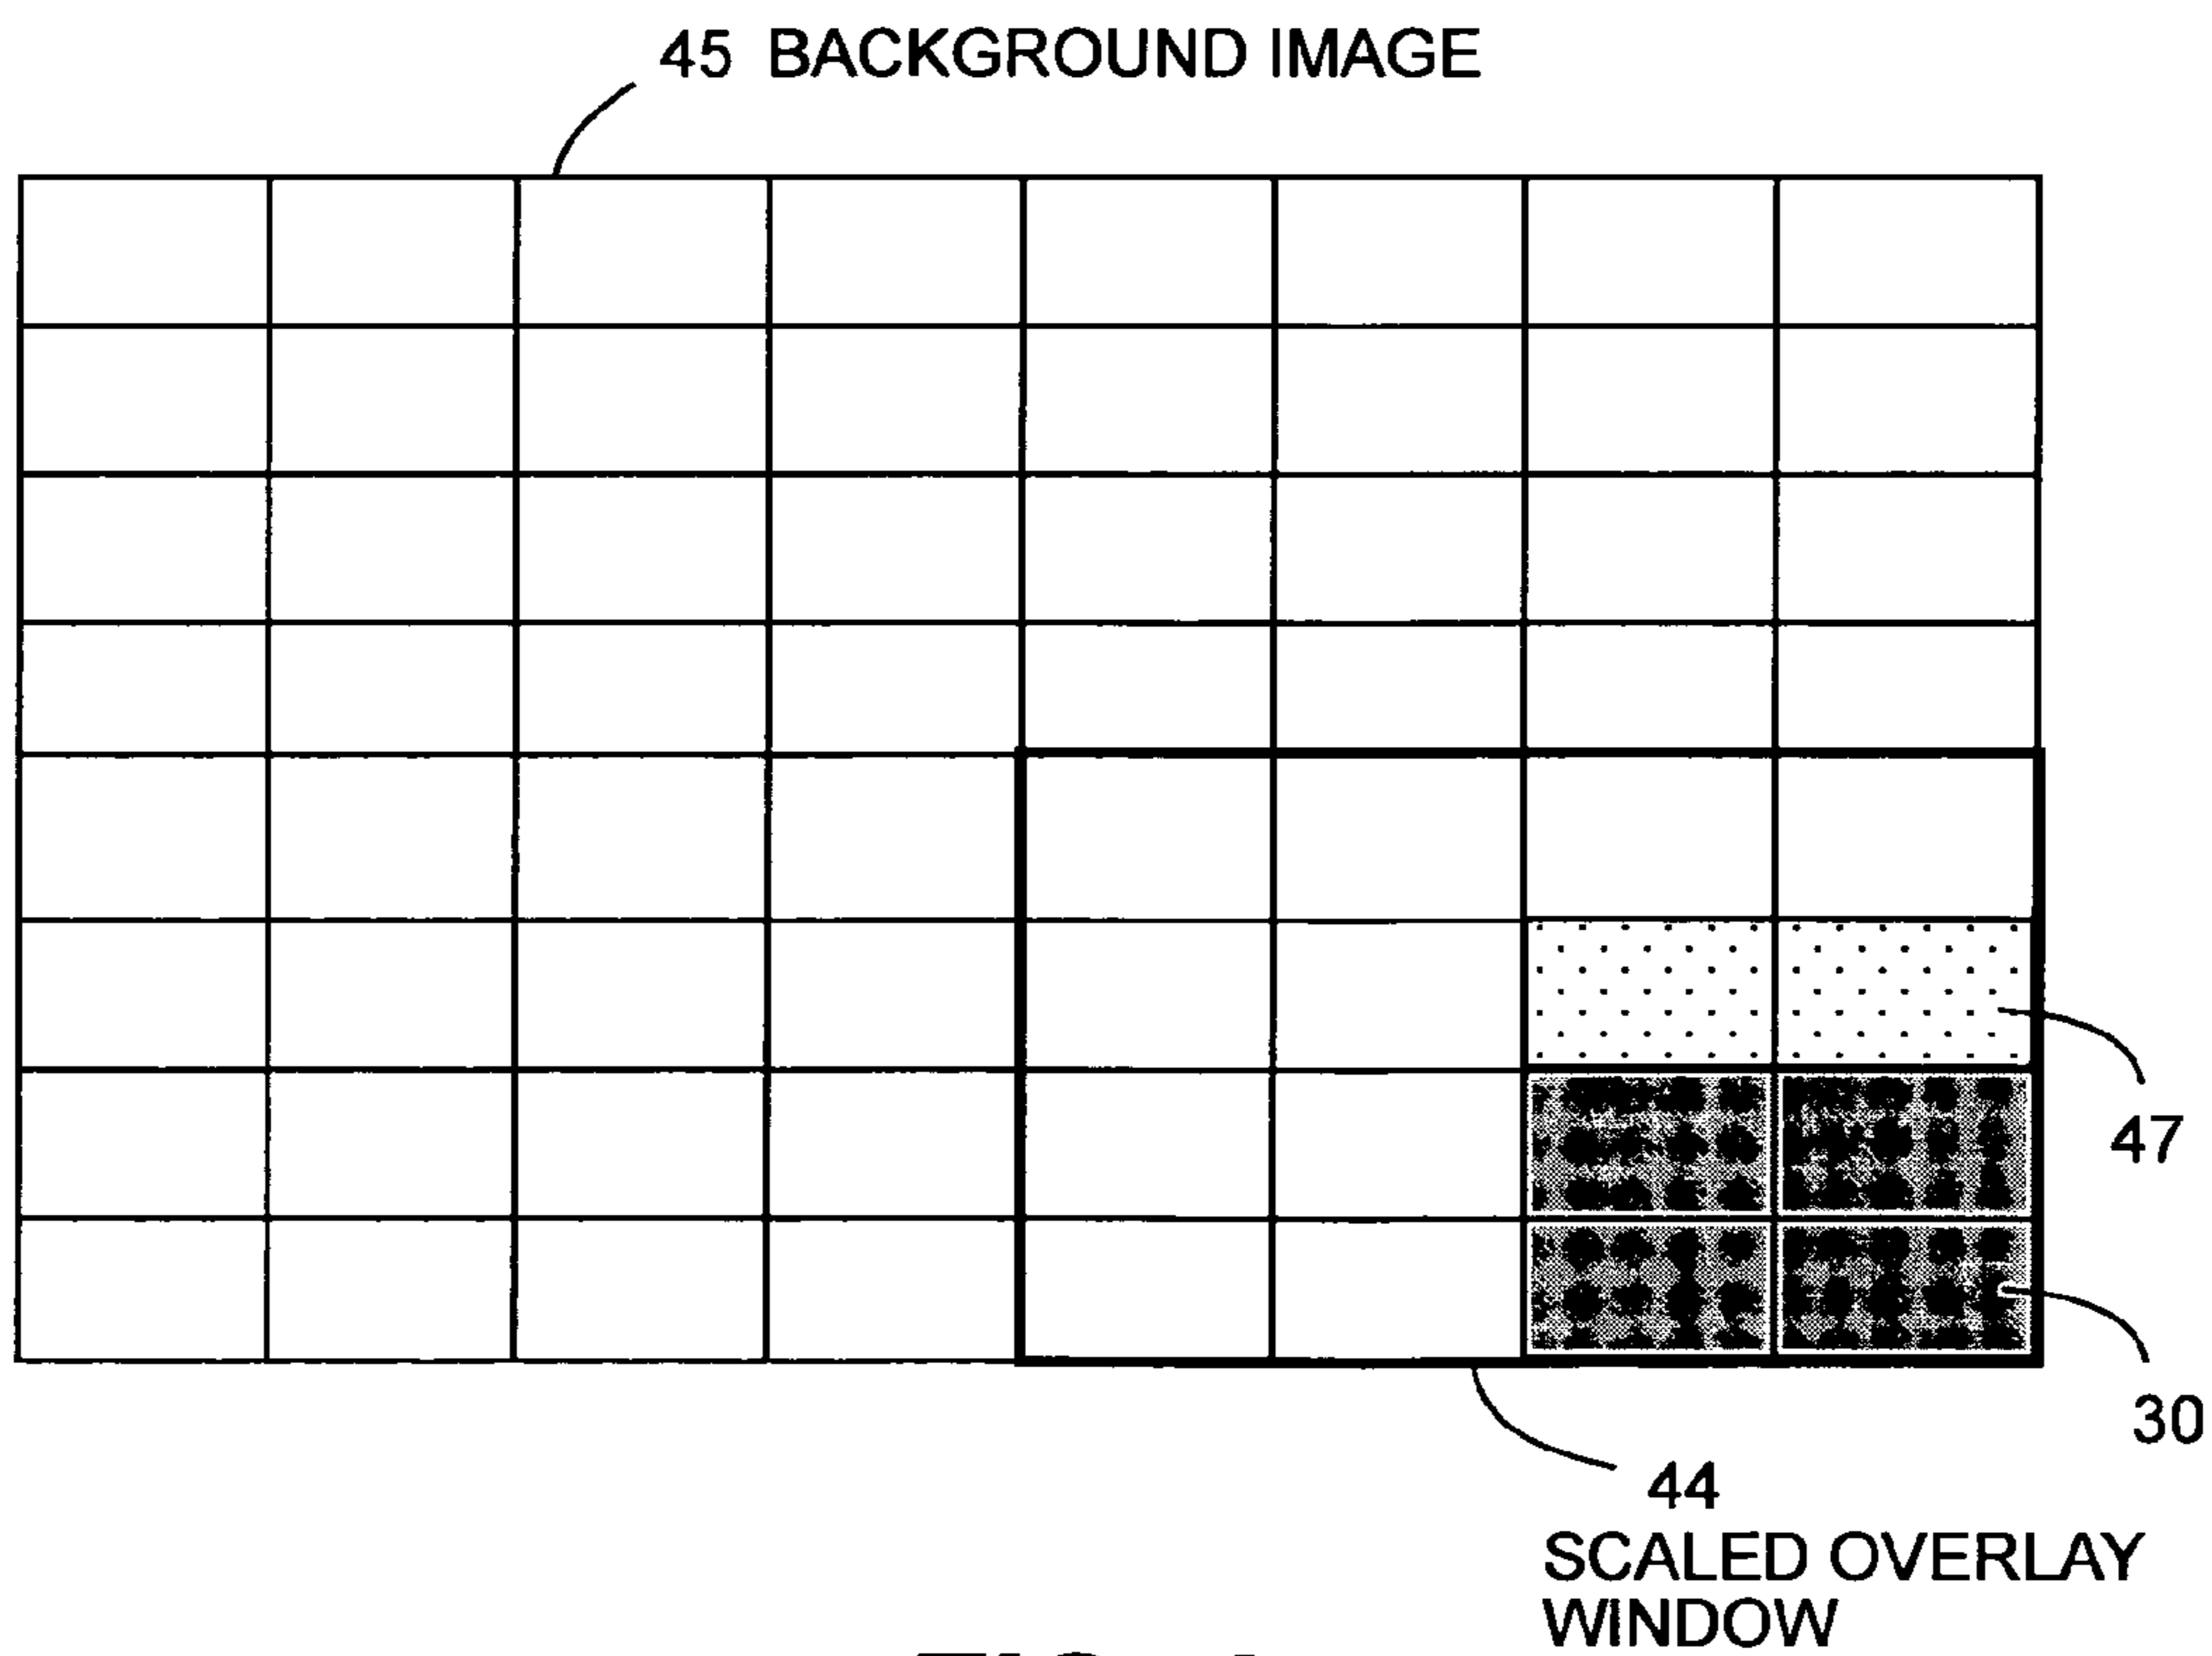 45 BACKGROUND IMAGE
47
30
44
SCALED OVERLAY
WINDOW